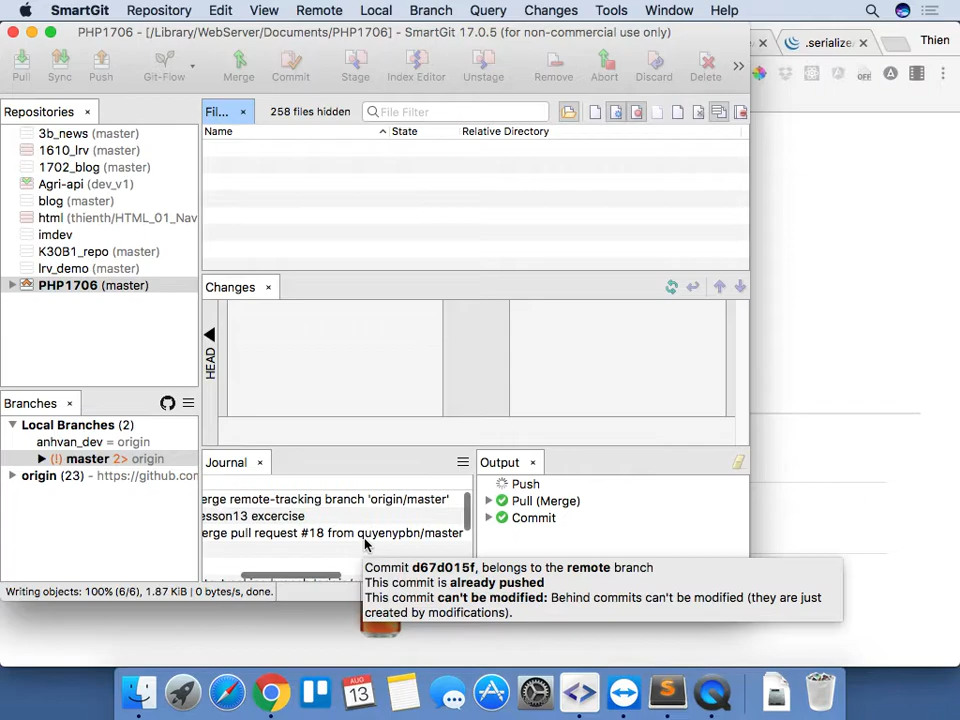 SmartGit Repository Edit View Remote Local Branch Query Changes Tools Window Help
PHP1706 - [/Library/WebServer/Documents/PHP1706] - SmartGit 17.0.5 (for non-commercial use only)
.serialize
Thien
Pull Sync Push Git-Flow Merge Commit Stage Index Editor Unstage Remove Abort Discard Delete »
OFF
Repositories ×
Fil... × 258 files hidden File Filter
Name State Relative Directory
3b_news (master)
1610_lrv (master)
1702_blog (master)
Agri-api (dev_v1)
blog (master)
html (thienth/HTML_01_Nav
imdev
K30B1_repo (master)
lrv_demo (master)
PHP1706 (master)
Changes ×
HEAD
Branches ×
Local Branches (2)
anhvan_dev = origin
(!) master 2> origin
origin (23) - https://github.com
Journal ×
erge remote-tracking branch 'origin/master'
esson13 excercise
erge pull request #18 from quyenypbn/master
Output ×
Push
Pull (Merge)
Commit
Commit d67d015f, belongs to the remote branch
This commit is already pushed
This commit can't be modified: Behind commits can't be modified (they are just
created by modifications).
Writing objects: 100% (6/6), 1.87 KiB | 0 bytes/s, done.
AUG
13